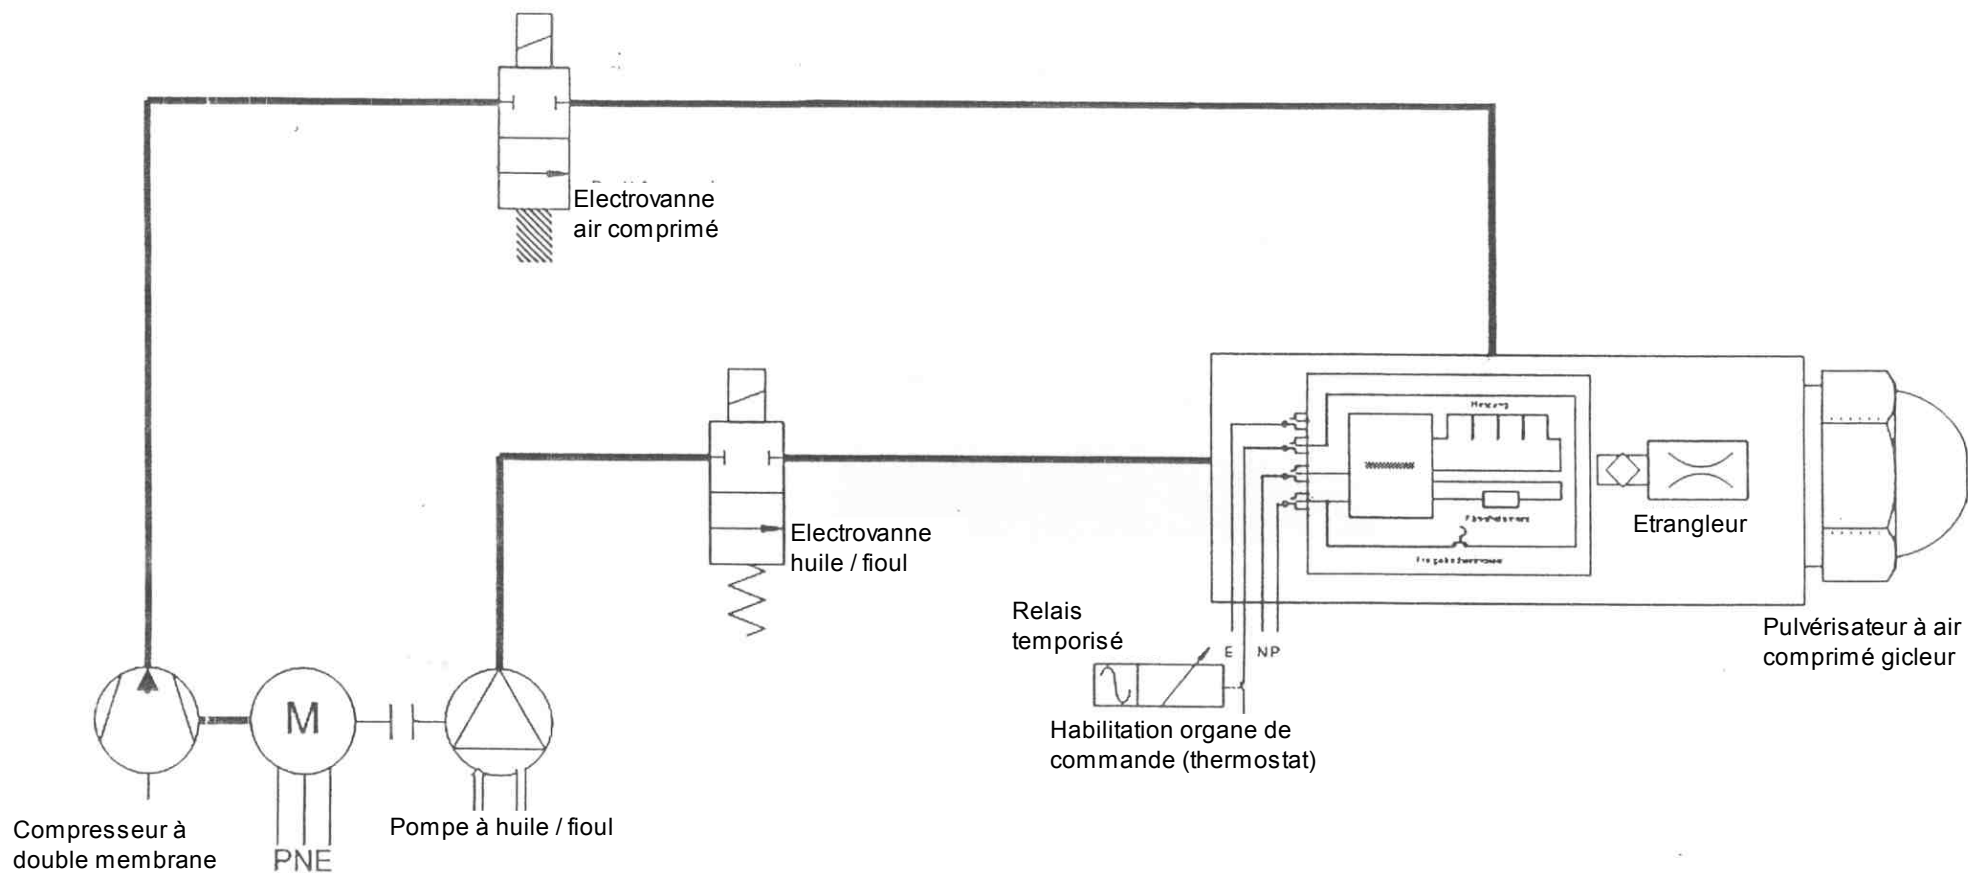 Electrovanne
air comprimé
Electrovanne
huile / fioul
Etrangleur
Relais
temporisé
E NP
Pulvérisateur à air
comprimé gicleur
Habilitation organe de
commande (thermostat)
M
Compresseur à
double membrane
PNE
Pompe à huile / fioul